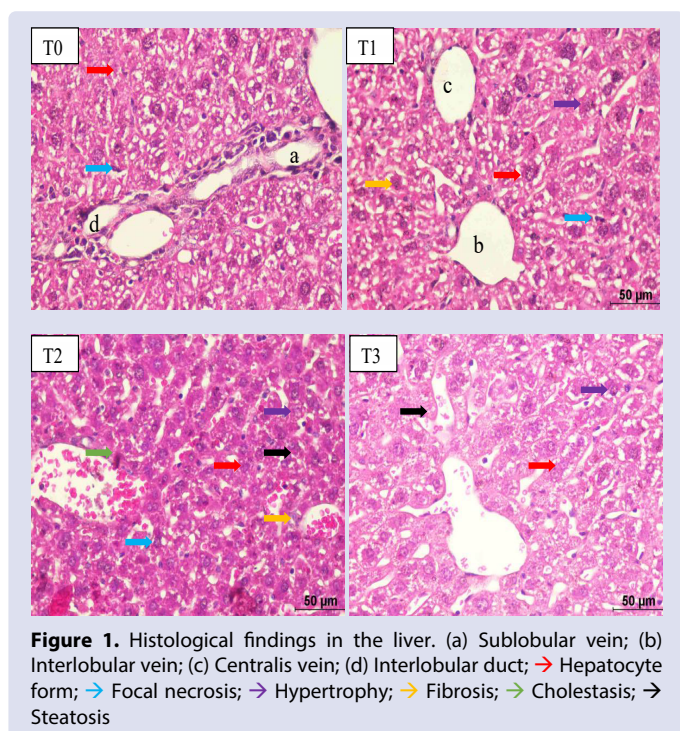 T0
a
d
T1
c
b
50 µm
T2
50 µm
T3
50 µm
Figure 1. Histological findings in the liver. (a) Sublobular vein; (b)
Interlobular vein; (c) Centralis vein; (d) Interlobular duct; → Hepatocyte
form; → Focal necrosis; → Hypertrophy; → Fibrosis; → Cholestasis; →
Steatosis